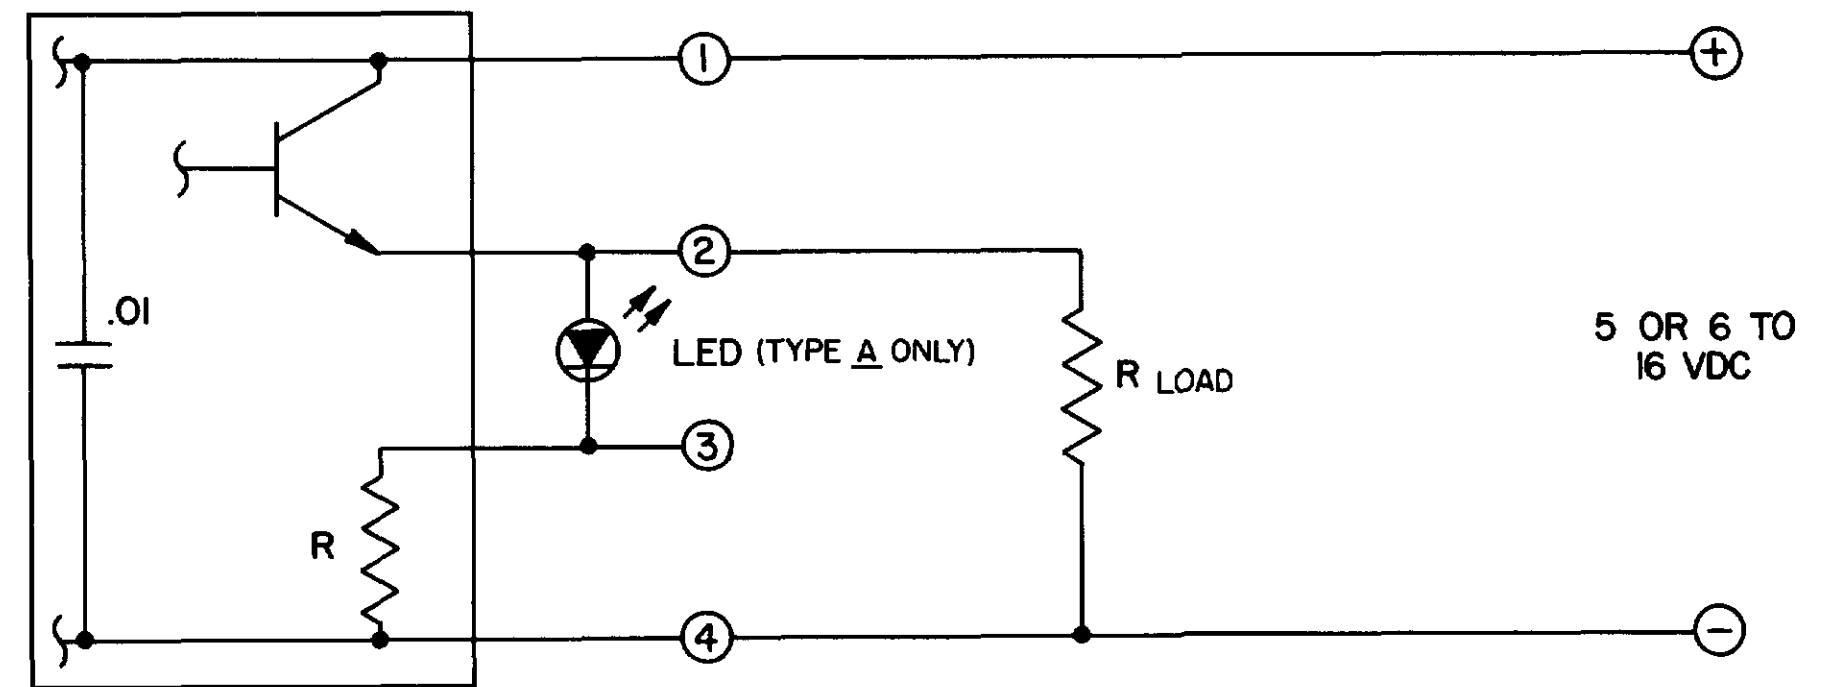 1
+
2
.01
LED (TYPE A ONLY)
5 OR 6 TO
16 VDC
R LOAD
3
R
4
−